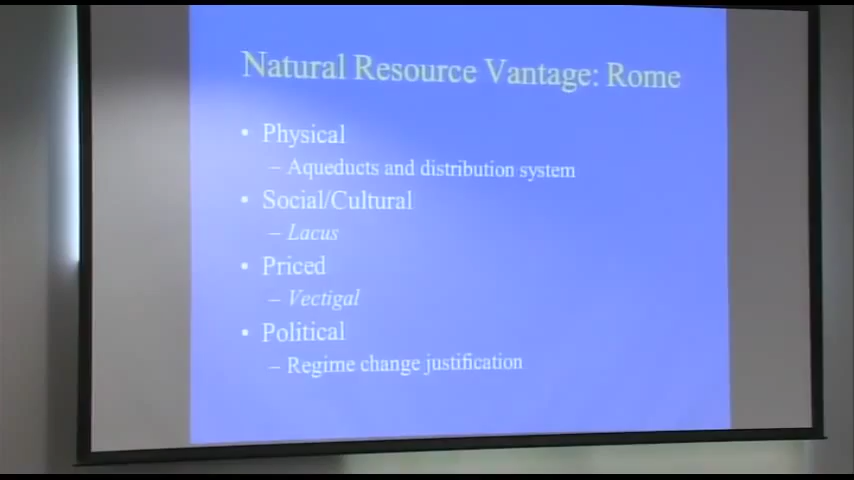 Natural Resource Vantage: Rome
• Physical
– Aqueducts and distribution system
• Social/Cultural
– Lacus
• Priced
– Vectigal
• Political
– Regime change justification